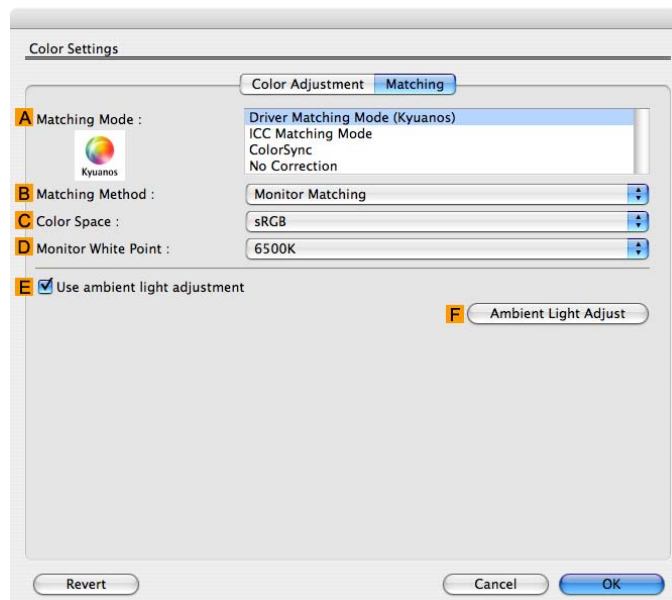 Color Settings
Color Adjustment Matching
A Matching Mode :
Driver Matching Mode (Kyuanos)
ICC Matching Mode
ColorSync
No Correction
Kyuanos
B Matching Method : Monitor Matching
C Color Space : sRGB
D Monitor White Point : 6500K
E Use ambient light adjustment
F Ambient Light Adjust
Revert Cancel OK